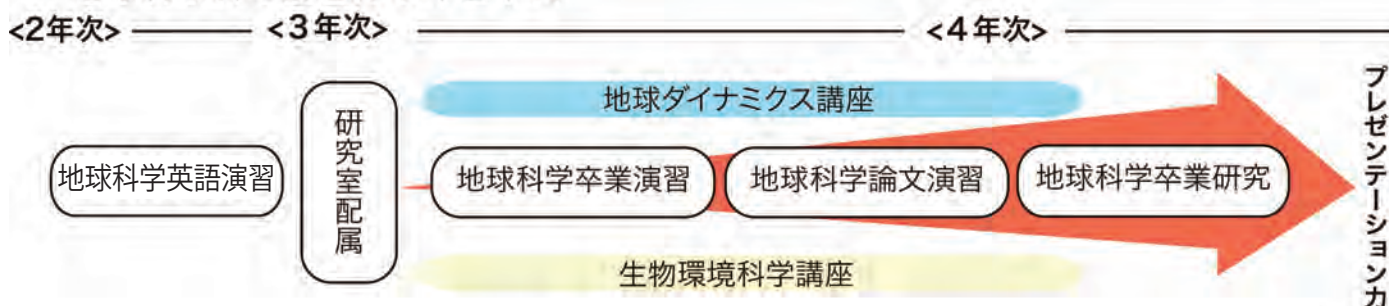 <2年次>
<3年次>
<4年次>
地球科学英語演習
研究室配属
地球ダイナミクス講座
地球科学卒業演習
地球科学論文演習
地球科学卒業研究
生物環境科学講座
プレゼンテーション力